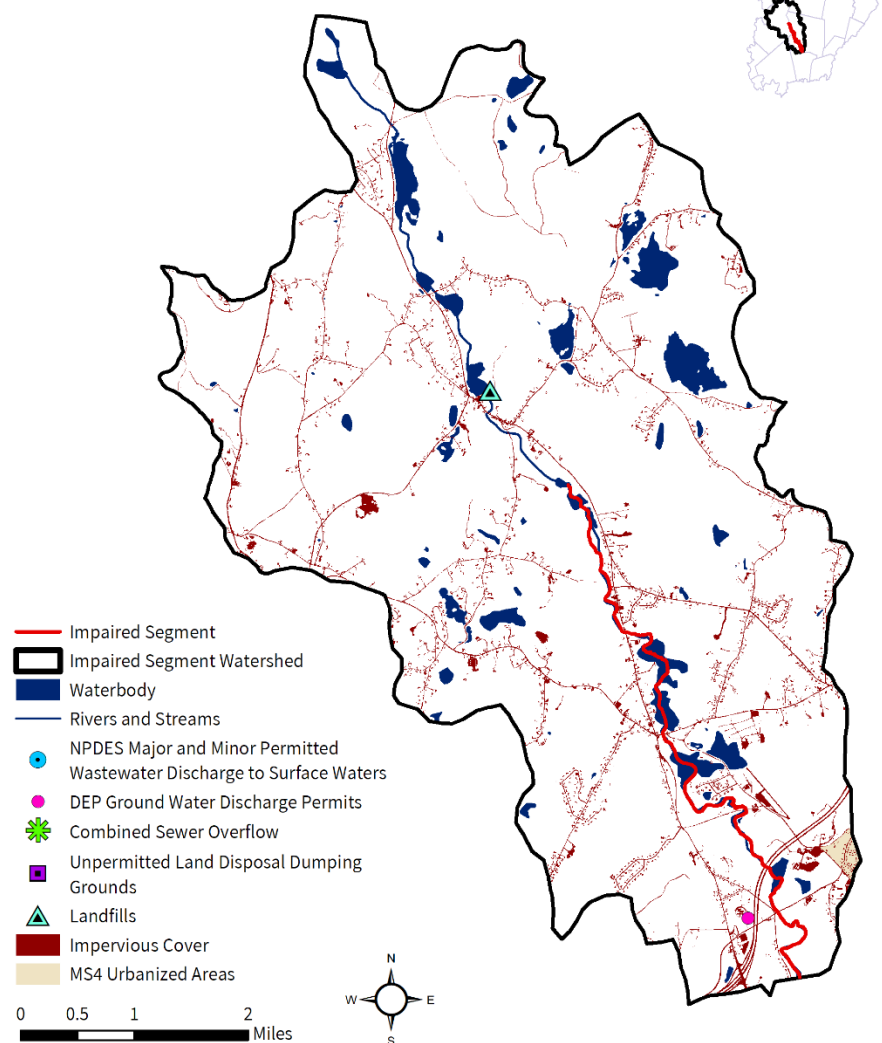 Impaired Segment
Impaired Segment Watershed
Waterbody
Rivers and Streams
NPDES Major and Minor Permitted
Wastewater Discharge to Surface Waters
DEP Ground Water Discharge Permits
Combined Sewer Overflow
Unpermitted Land Disposal Dumping
Grounds
Landfills
Impervious Cover
MS4 Urbanized Areas
0 0.5 1 2
Miles
N
W E
S